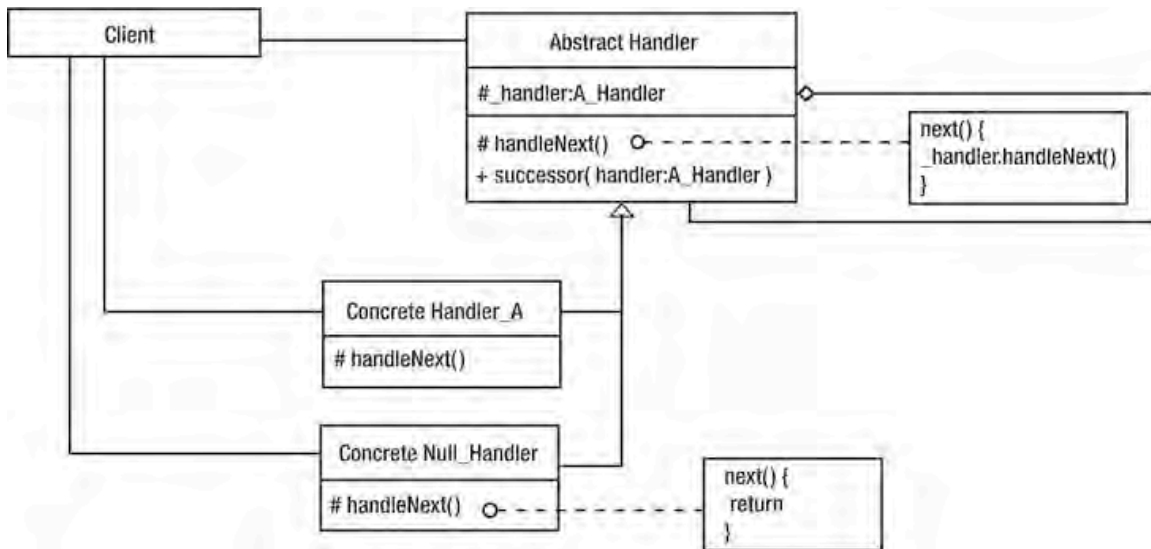 Client
Abstract Handler
#_handler:A_Handler
# handleNext()
+ successor( handler:A_Handler )
next() {
_handler.handleNext()
}
Concrete Handler_A
# handleNext()
Concrete Null_Handler
# handleNext()
next() {
return
}